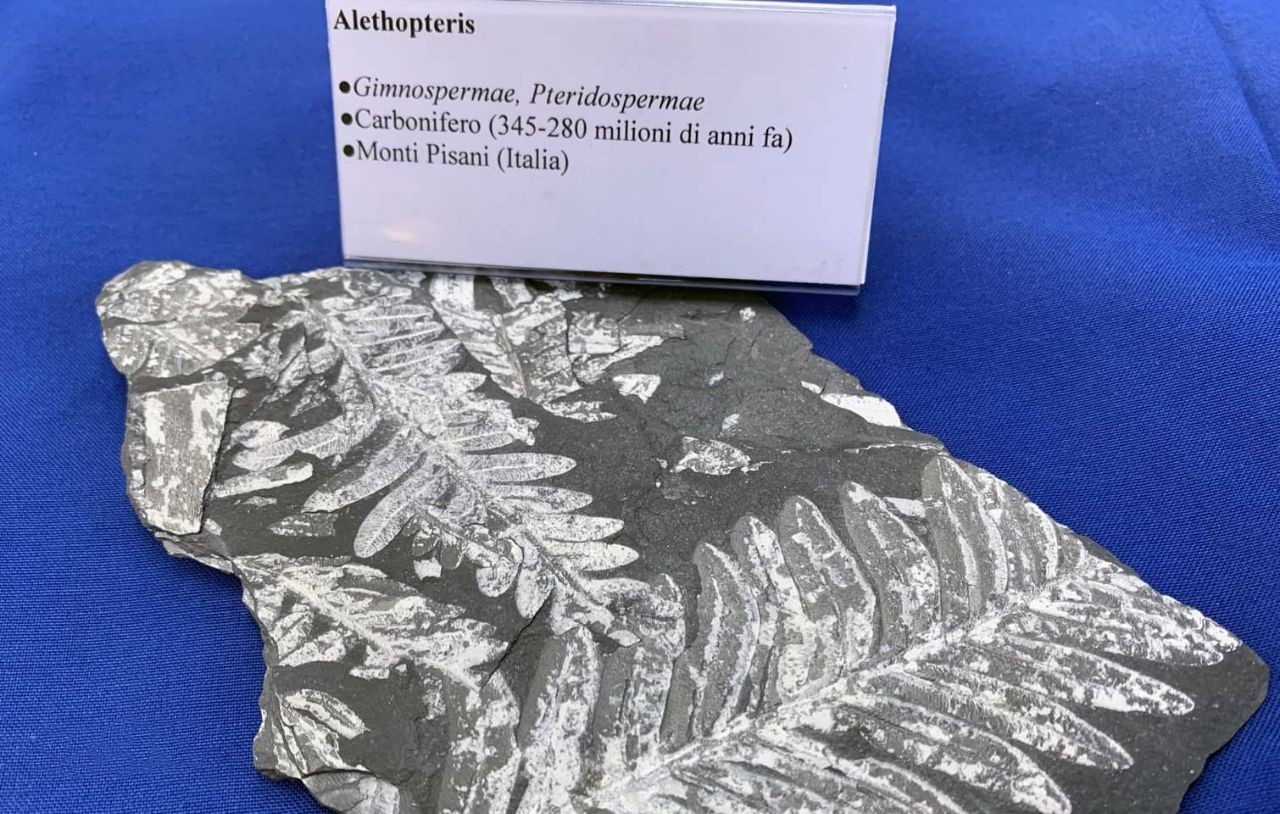 Alethopteris
●Gimnospermae, Pteridospermae
●Carbonifero (345-280 milioni di anni fa)
●Monti Pisani (Italia)